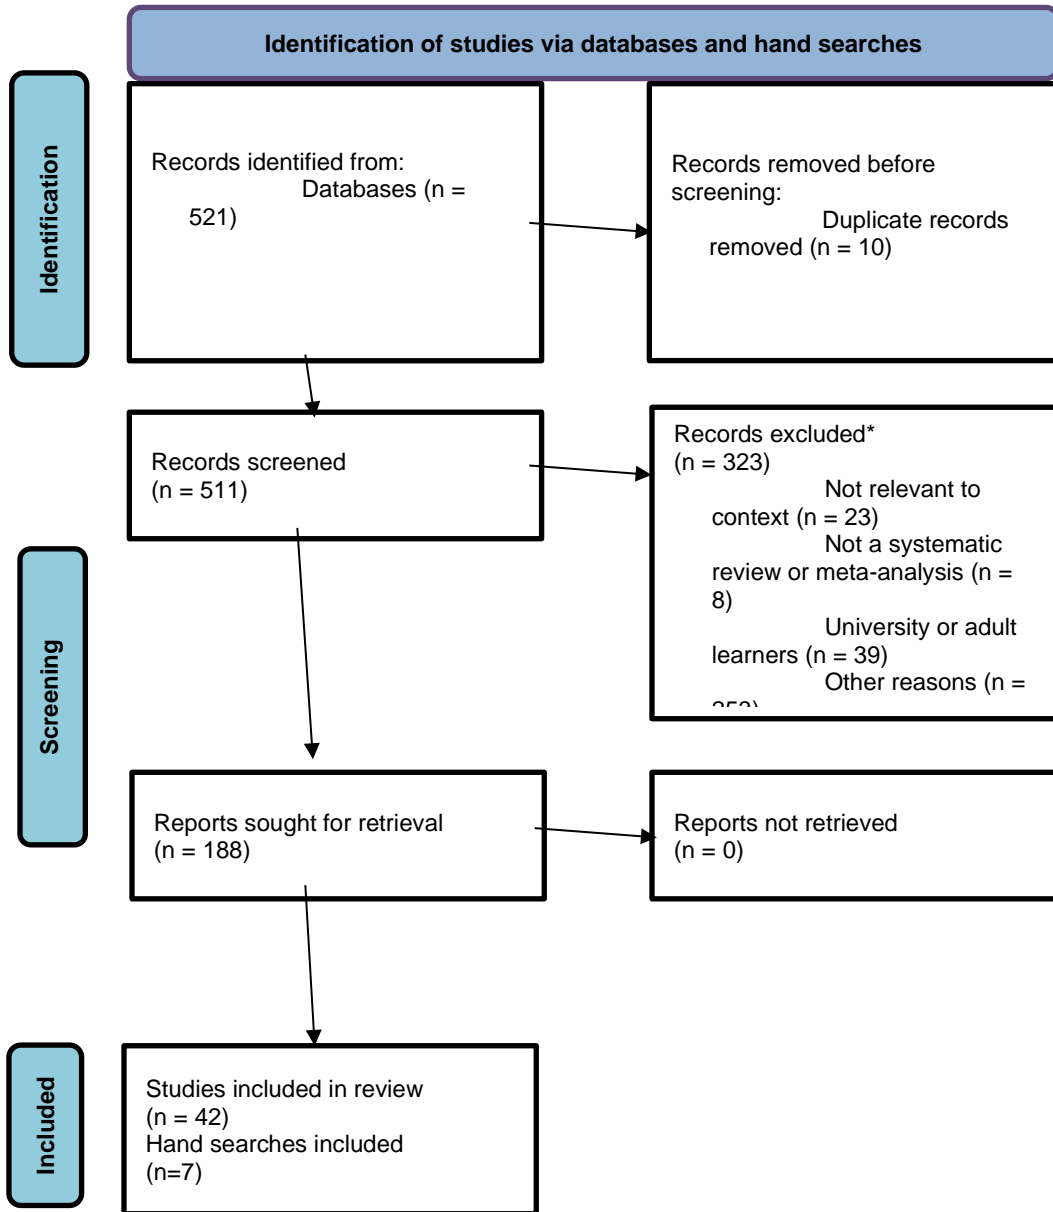 Identification of studies via databases and hand searches
Identification
Records identified from:
Databases (n =
521)
Records removed before
screening:
Duplicate records
removed (n = 10)
Screening
Records screened
(n = 511)
Records excluded*
(n = 323)
Not relevant to
context (n = 23)
Not a systematic
review or meta-analysis (n =
8)
University or adult
learners (n = 39)
Other reasons (n =
Reports sought for retrieval
(n = 188)
Reports not retrieved
(n = 0)
Included
Studies included in review
(n = 42)
Hand searches included
(n=7)